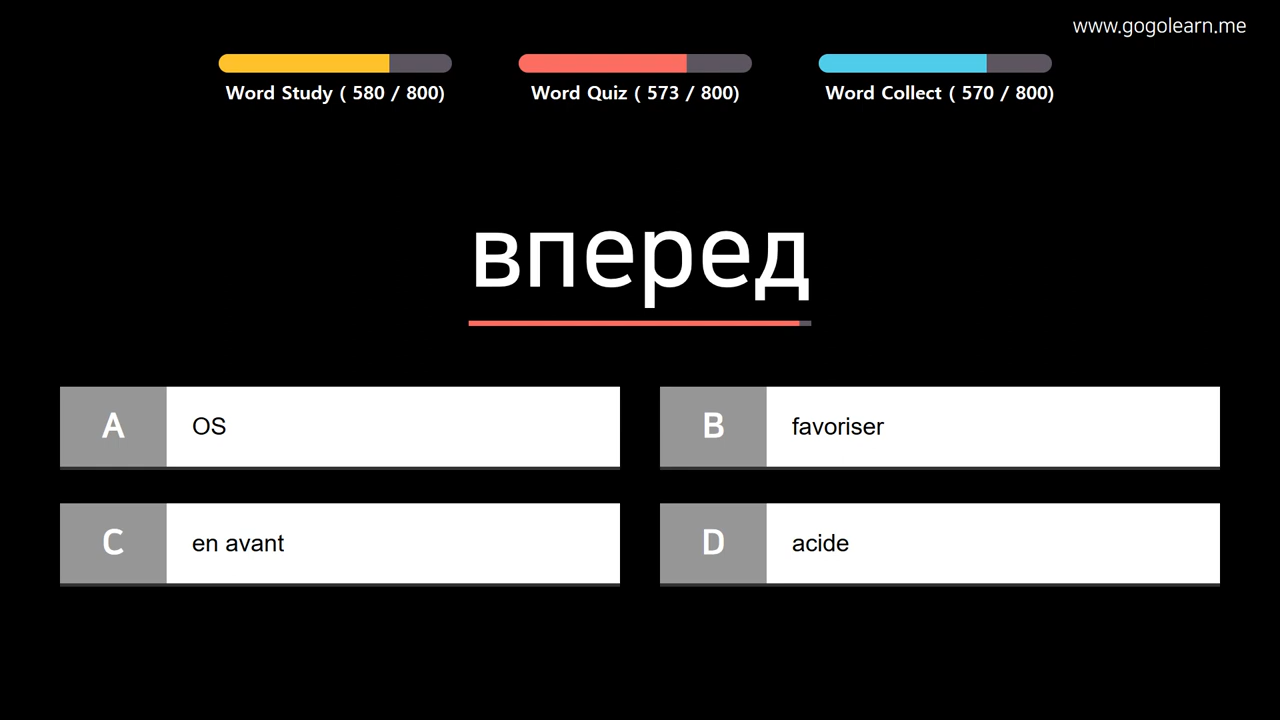 www.gogolearn.me
Word Study ( 580 / 800)
Word Quiz ( 573 / 800)
Word Collect ( 570 / 800)
вперед
A
OS
B
favoriser
C
en avant
D
acide